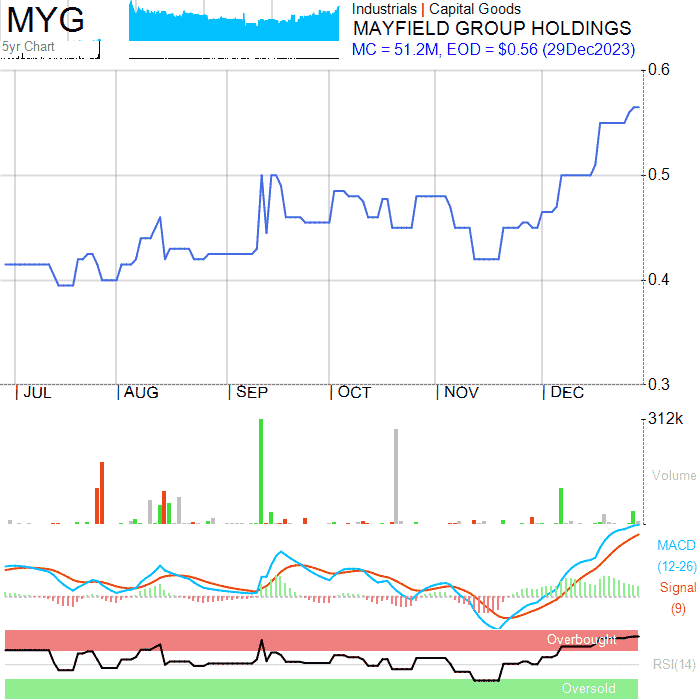 MYG
5yr Chart
Industrials | Capital Goods
MAYFIELD GROUP HOLDINGS
MC = 51.2M, EOD = $0.56 (29Dec2023)
0.6
0.5
0.4
0.3
| JUL | AUG | SEP | OCT | NOV | DEC
312k
Volume
MACD
(12-26)
Signal
(9)
Overbought
RSI(14)
Oversold